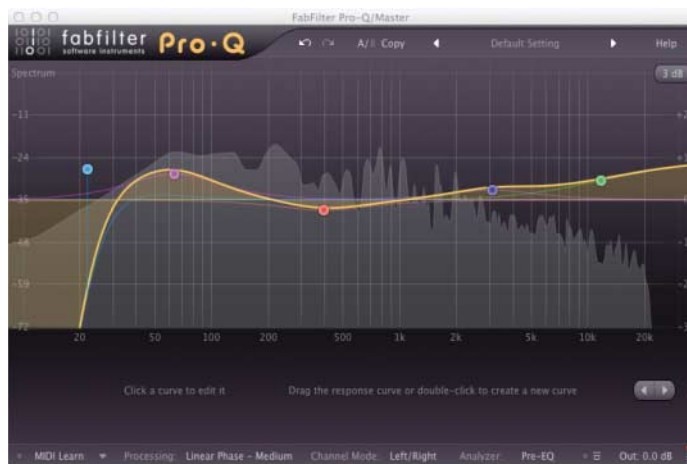 FabFilter Pro-Q/Master
fabfilter
software instruments
Pro·Q
A/B Copy
Default Setting
Help
Spectrum
3 dB
-11
+2
-24
+1
-35
-48
-59
-72
20 50 100 200 500 1k 2k 5k 10k 20k
Click a curve to edit it
Drag the response curve or double-click to create a new curve
MIDI Learn Processing: Linear Phase - Medium Channel Mode: Left/Right Analyzer: Pre-EQ Out: 0.0 dB